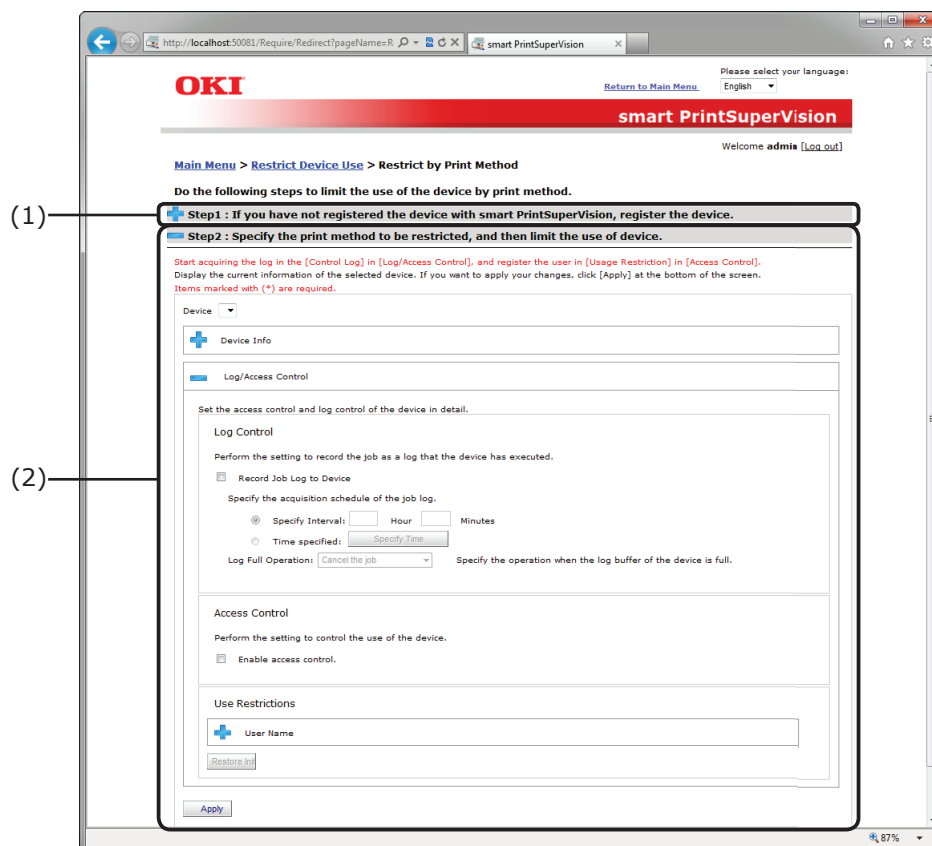 http://localhost:50081/Require/Redirect?pageName=R
smart PrintSuperVision
OKI
Return to Main Menu
Please select your language:
English
smart PrintSuperVision
Welcome admin [Log out]
Main Menu > Restrict Device Use > Restrict by Print Method
Do the following steps to limit the use of the device by print method.
(1)
Step1 : If you have not registered the device with smart PrintSuperVision, register the device.
Step2 : Specify the print method to be restricted, and then limit the use of device.
Start acquiring the log in the [Control Log] in [Log/Access Control], and register the user in [Usage Restriction] in [Access Control].
Display the current information of the selected device. If you want to apply your changes, click [Apply] at the bottom of the screen.
Items marked with (*) are required.
Device
Device Info
Log/Access Control
Set the access control and log control of the device in detail.
Log Control
Perform the setting to record the job as a log that the device has executed.
(2)
Record Job Log to Device
Specify the acquisition schedule of the job log.
Specify Interval: Hour Minutes
Time specified: Specify Time
Log Full Operation: Cancel the job Specify the operation when the log buffer of the device is full.
Access Control
Perform the setting to control the use of the device.
Enable access control.
Use Restrictions
User Name
Restore Ini
Apply
87%